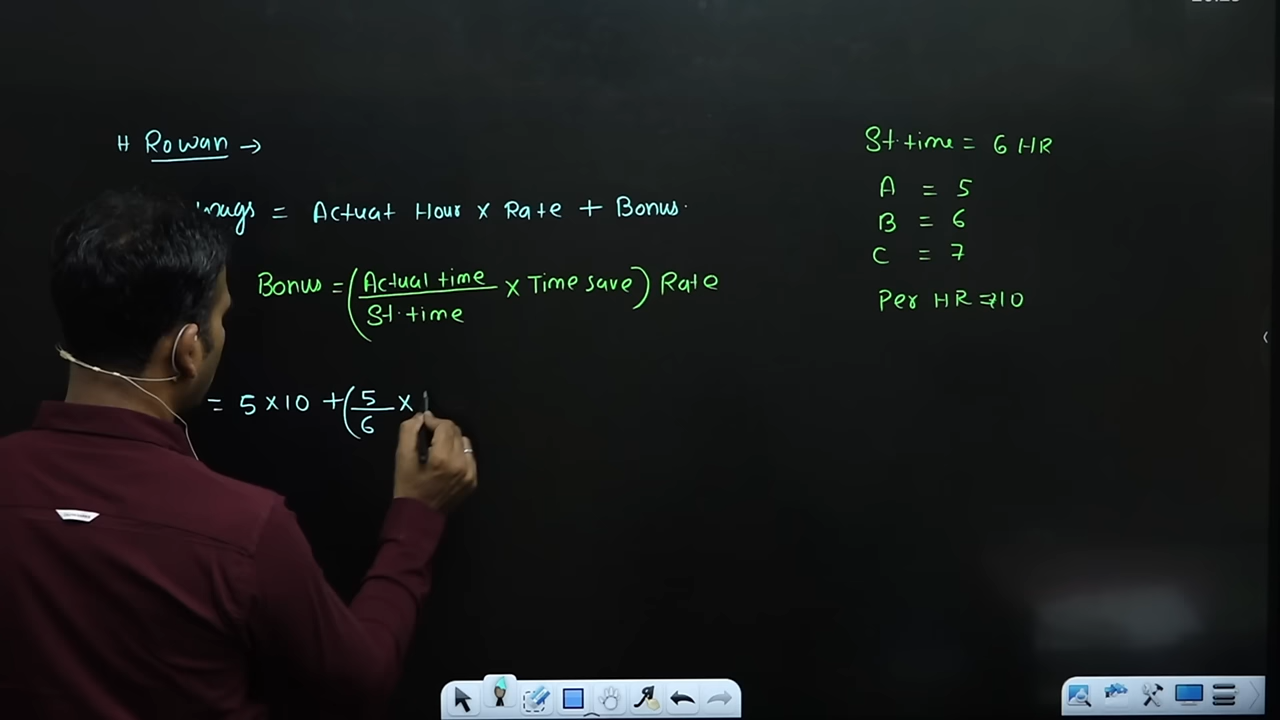 H Rowan →
= Actual Hour × Rate + Bonus.
Bonus = (Actual time / St. time × Time save) Rate
= 5 × 10 + (5/6 ×
St. time = 6 HR
A = 5
B = 6
C = 7
Per HR = 10